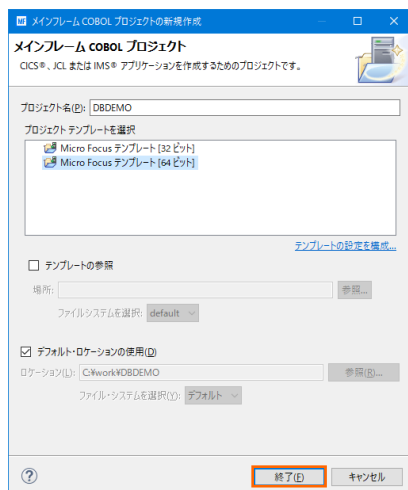 メインフレーム COBOL プロジェクトの新規作成
メインフレーム COBOL プロジェクト
CICS®、JCL または IMS® アプリケーションを作成するためのプロジェクトです。
プロジェクト名(P): DBDEMO
プロジェクト テンプレートを選択
Micro Focus テンプレート [32 ビット]
Micro Focus テンプレート [64 ビット]
テンプレートの設定を構成...
テンプレートの参照
場所: 参照...
ファイルシステムを選択: default
デフォルト・ロケーションの使用(D)
ロケーション(L): C:¥work¥DBDEMO 参照(R)...
ファイル・システムを選択(Y): デフォルト
終了(F) キャンセル